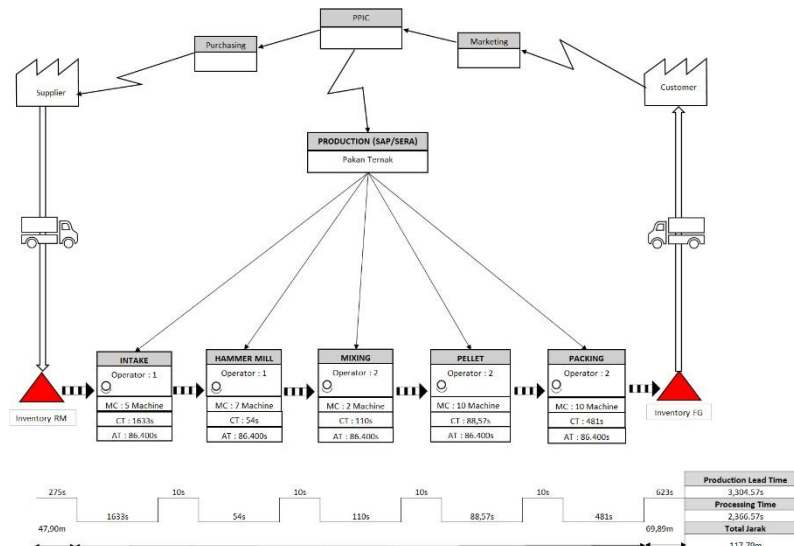 PPIC
Purchasing
Marketing
Supplier
Customer
PRODUCTION (SAP/SERA)
Pakan Ternak
INTAKE
Operator : 1
MC : 5 Machine
CT : 1633s
AT : 86.400s
HAMMER MILL
Operator : 1
MC : 7 Machine
CT : 54s
AT : 86.400s
MIXING
Operator : 2
MC : 2 Machine
CT : 110s
AT : 86.400s
PELLET
Operator : 2
MC : 10 Machine
CT : 88,57s
AT : 86.400s
PACKING
Operator : 2
MC : 10 Machine
CT : 481s
AT : 86.400s
Inventory RM
Inventory FG
275s
10s
10s
10s
10s
623s
1633s
54s
110s
88,57s
481s
47,90m
69,89m
Production Lead Time
3,304.57s
Processing Time
2,366.57s
Total Jarak
117,79m